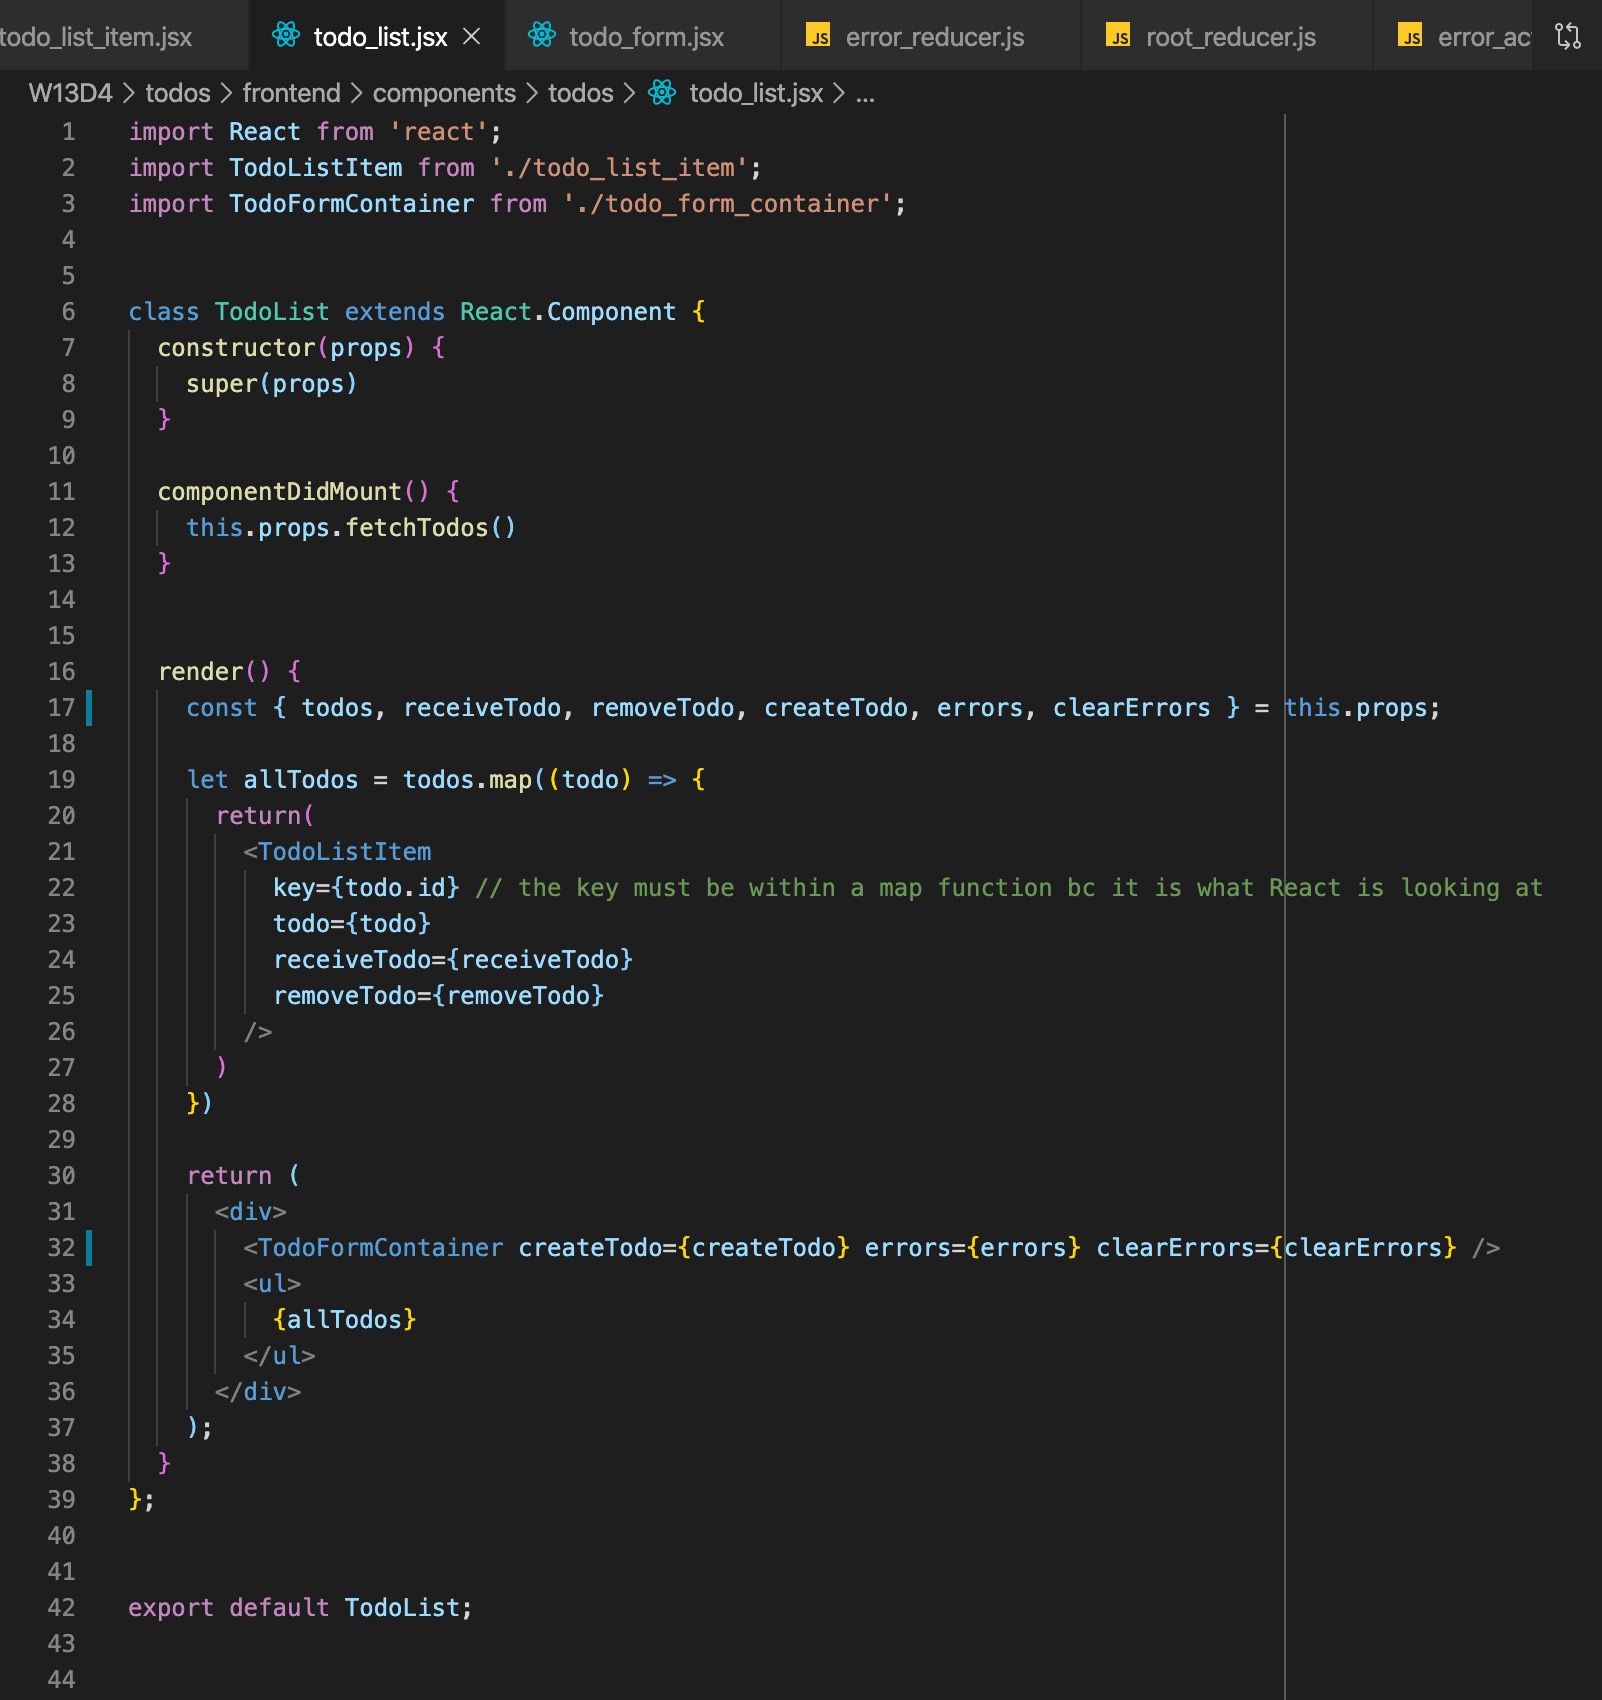 todo_list_item.jsx todo_list.jsx todo_form.jsx JS error_reducer.js JS root_reducer.js JS error_ac
W13D4 > todos > frontend > components > todos > todo_list.jsx > ...
1 import React from 'react';
2 import TodoListItem from './todo_list_item';
3 import TodoFormContainer from './todo_form_container';
4
5
6 class TodoList extends React.Component {
7   constructor(props) {
8     super(props)
9   }
10
11   componentDidMount() {
12     this.props.fetchTodos()
13   }
14
15
16   render() {
17     const { todos, receiveTodo, removeTodo, createTodo, errors, clearErrors } = this.props;
18
19     let allTodos = todos.map((todo) => {
20       return(
21         <TodoListItem
22           key={todo.id} // the key must be within a map function bc it is what React is looking at
23           todo={todo}
24           receiveTodo={receiveTodo}
25           removeTodo={removeTodo}
26         />
27       )
28     })
29
30     return (
31       <div>
32         <TodoFormContainer createTodo={createTodo} errors={errors} clearErrors={clearErrors} />
33         <ul>
34           {allTodos}
35         </ul>
36       </div>
37     );
38   }
39 };
40
41
42 export default TodoList;
43
44